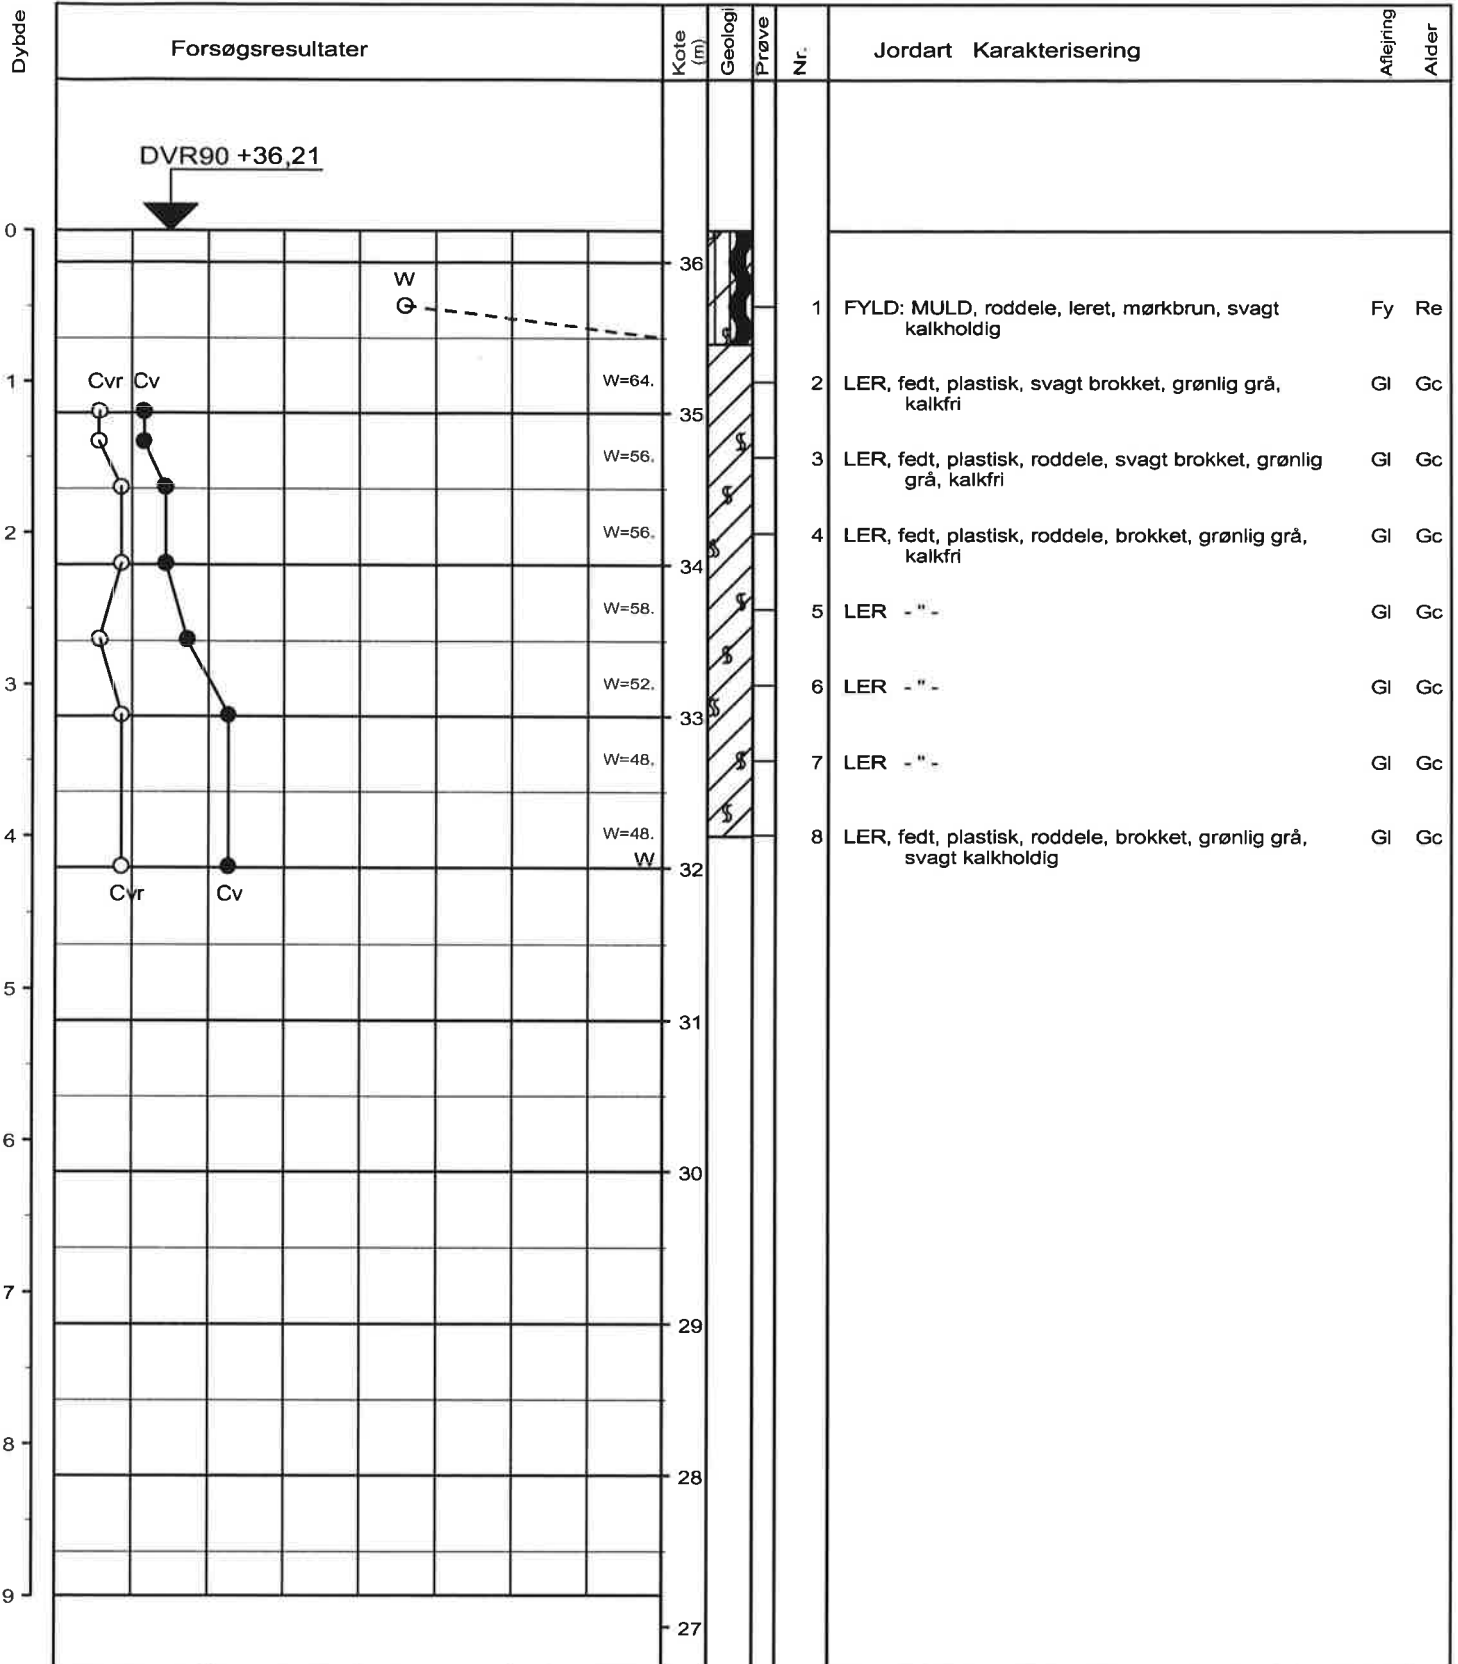 Dybde
Forsøgsresultater
Kote (m)
Geologi
Prøve
Nr.
Jordart Karakterisering
Aflejring
Alder
DVR90 +36,21
0
36
W
1 FYLD: MULD, roddele, leret, mørkbrun, svagt Fy Re
kalkholdig
1
Cvr Cv
W=64.
2 LER, fedt, plastisk, svagt brokket, grønlig grå, Gl Gc
kalkfri
35
W=56.
3 LER, fedt, plastisk, roddele, svagt brokket, grønlig Gl Gc
grå, kalkfri
2
W=56.
4 LER, fedt, plastisk, roddele, brokket, grønlig grå, Gl Gc
kalkfri
34
W=58.
5 LER - " - Gl Gc
3
W=52.
6 LER - " - Gl Gc
33
W=48.
7 LER - " - Gl Gc
4
W=48.
8 LER, fedt, plastisk, roddele, brokket, grønlig grå, Gl Gc
svagt kalkholdig
W
32
Cvr Cv
5
31
6
30
7
29
8
28
9
27